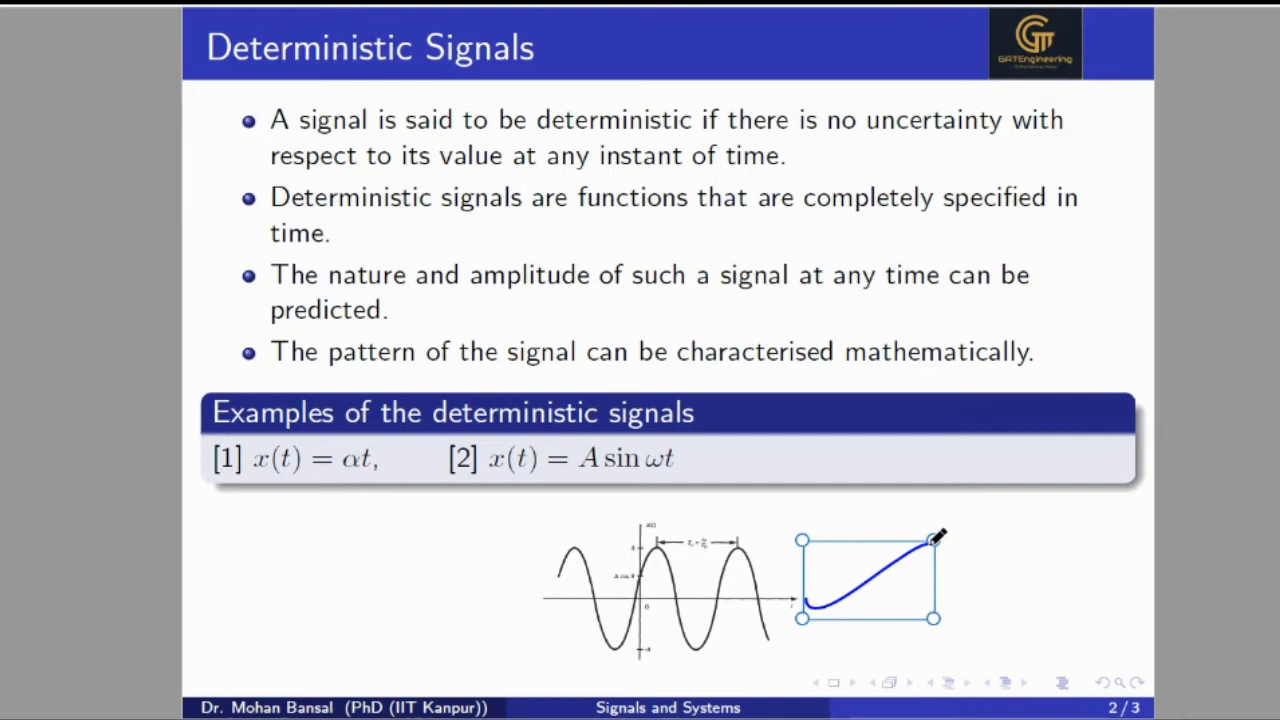 Deterministic Signals
GATEngineering
A signal is said to be deterministic if there is no uncertainty with
respect to its value at any instant of time.
Deterministic signals are functions that are completely specified in
time.
The nature and amplitude of such a signal at any time can be
predicted.
The pattern of the signal can be characterised mathematically.
Examples of the deterministic signals
[1] x(t) = αt, [2] x(t) = A sin ωt
0
-A
t
Dr. Mohan Bansal (PhD (IIT Kanpur)) Signals and Systems 2 / 3